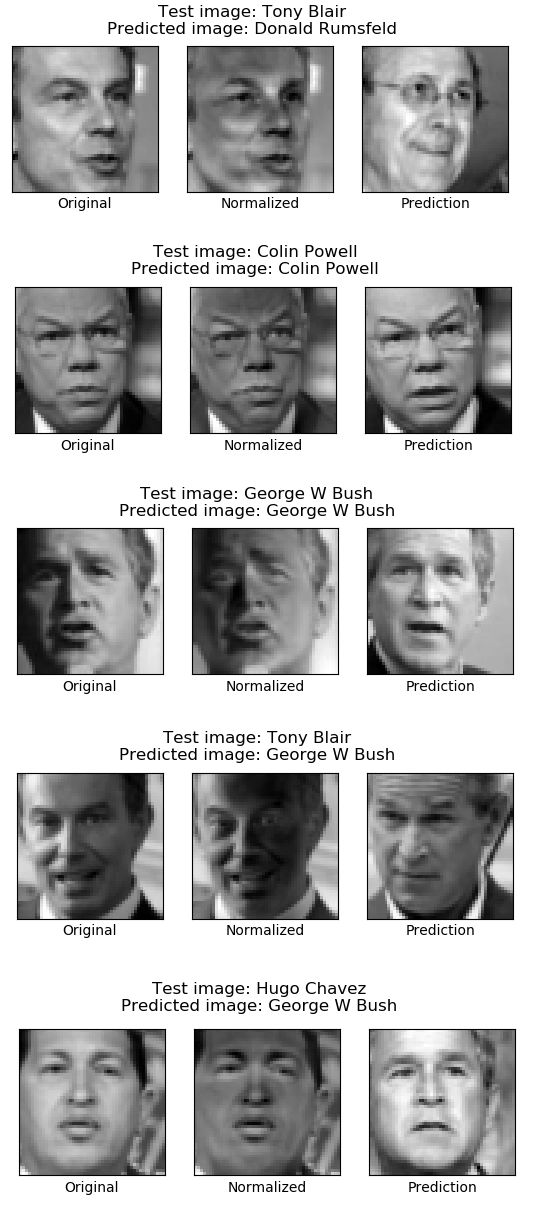 Test image: Tony Blair
Predicted image: Donald Rumsfeld
Original Normalized Prediction
Test image: Colin Powell
Predicted image: Colin Powell
Original Normalized Prediction
Test image: George W Bush
Predicted image: George W Bush
Original Normalized Prediction
Test image: Tony Blair
Predicted image: George W Bush
Original Normalized Prediction
Test image: Hugo Chavez
Predicted image: George W Bush
Original Normalized Prediction